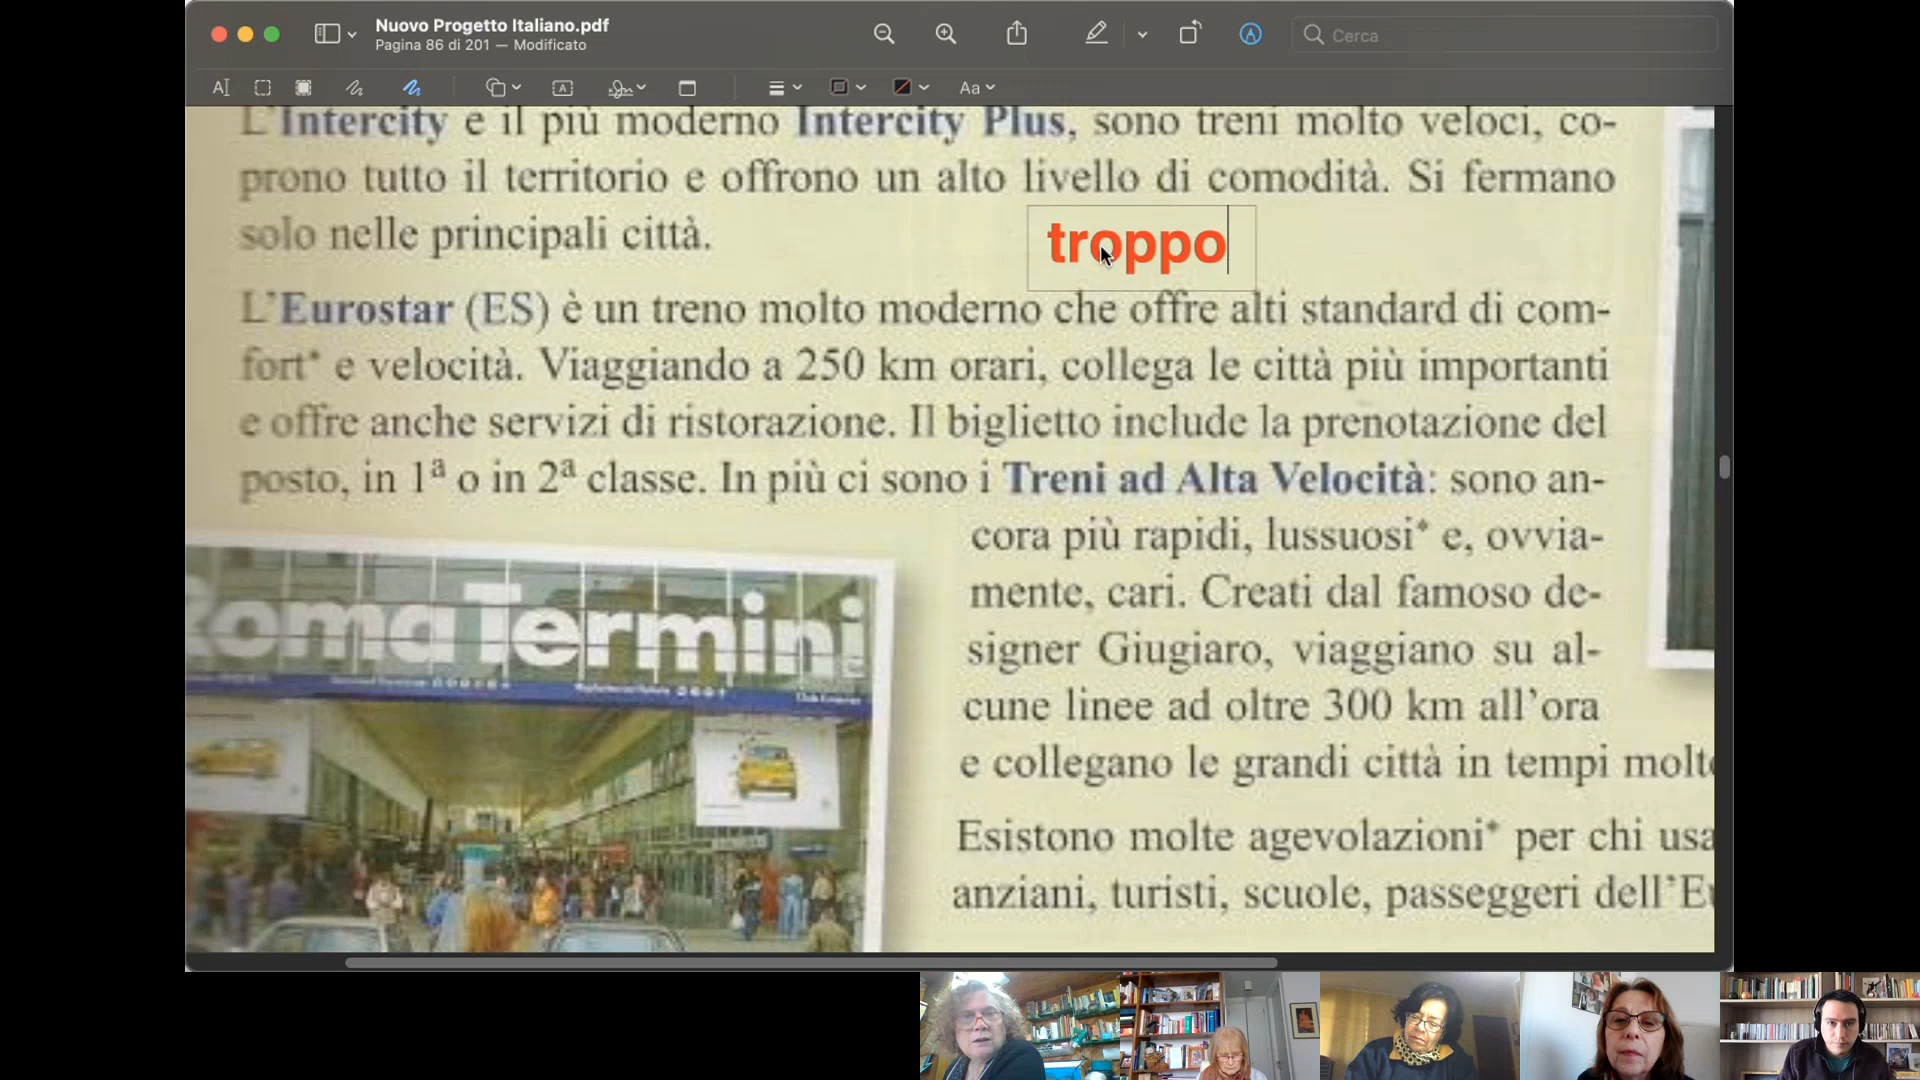 Nuovo Progetto Italiano.pdf
Pagina 86 di 201 — Modificato
Cerca
Aa
L'Intercity e il più moderno Intercity Plus, sono treni molto veloci, co-
prono tutto il territorio e offrono un alto livello di comodità. Si fermano
solo nelle principali città.
troppo
L'Eurostar (ES) è un treno molto moderno che offre alti standard di com-
fort* e velocità. Viaggiando a 250 km orari, collega le città più importanti
e offre anche servizi di ristorazione. Il biglietto include la prenotazione del
posto, in 1ª o in 2ª classe. In più ci sono i Treni ad Alta Velocità: sono an-
cora più rapidi, lussuosi* e, ovvia-
mente, cari. Creati dal famoso de-
signer Giugiaro, viaggiano su al-
cune linee ad oltre 300 km all'ora
e collegano le grandi città in tempi molto
Esistono molte agevolazioni* per chi usa
anziani, turisti, scuole, passeggeri dell'Eu
Roma Termini